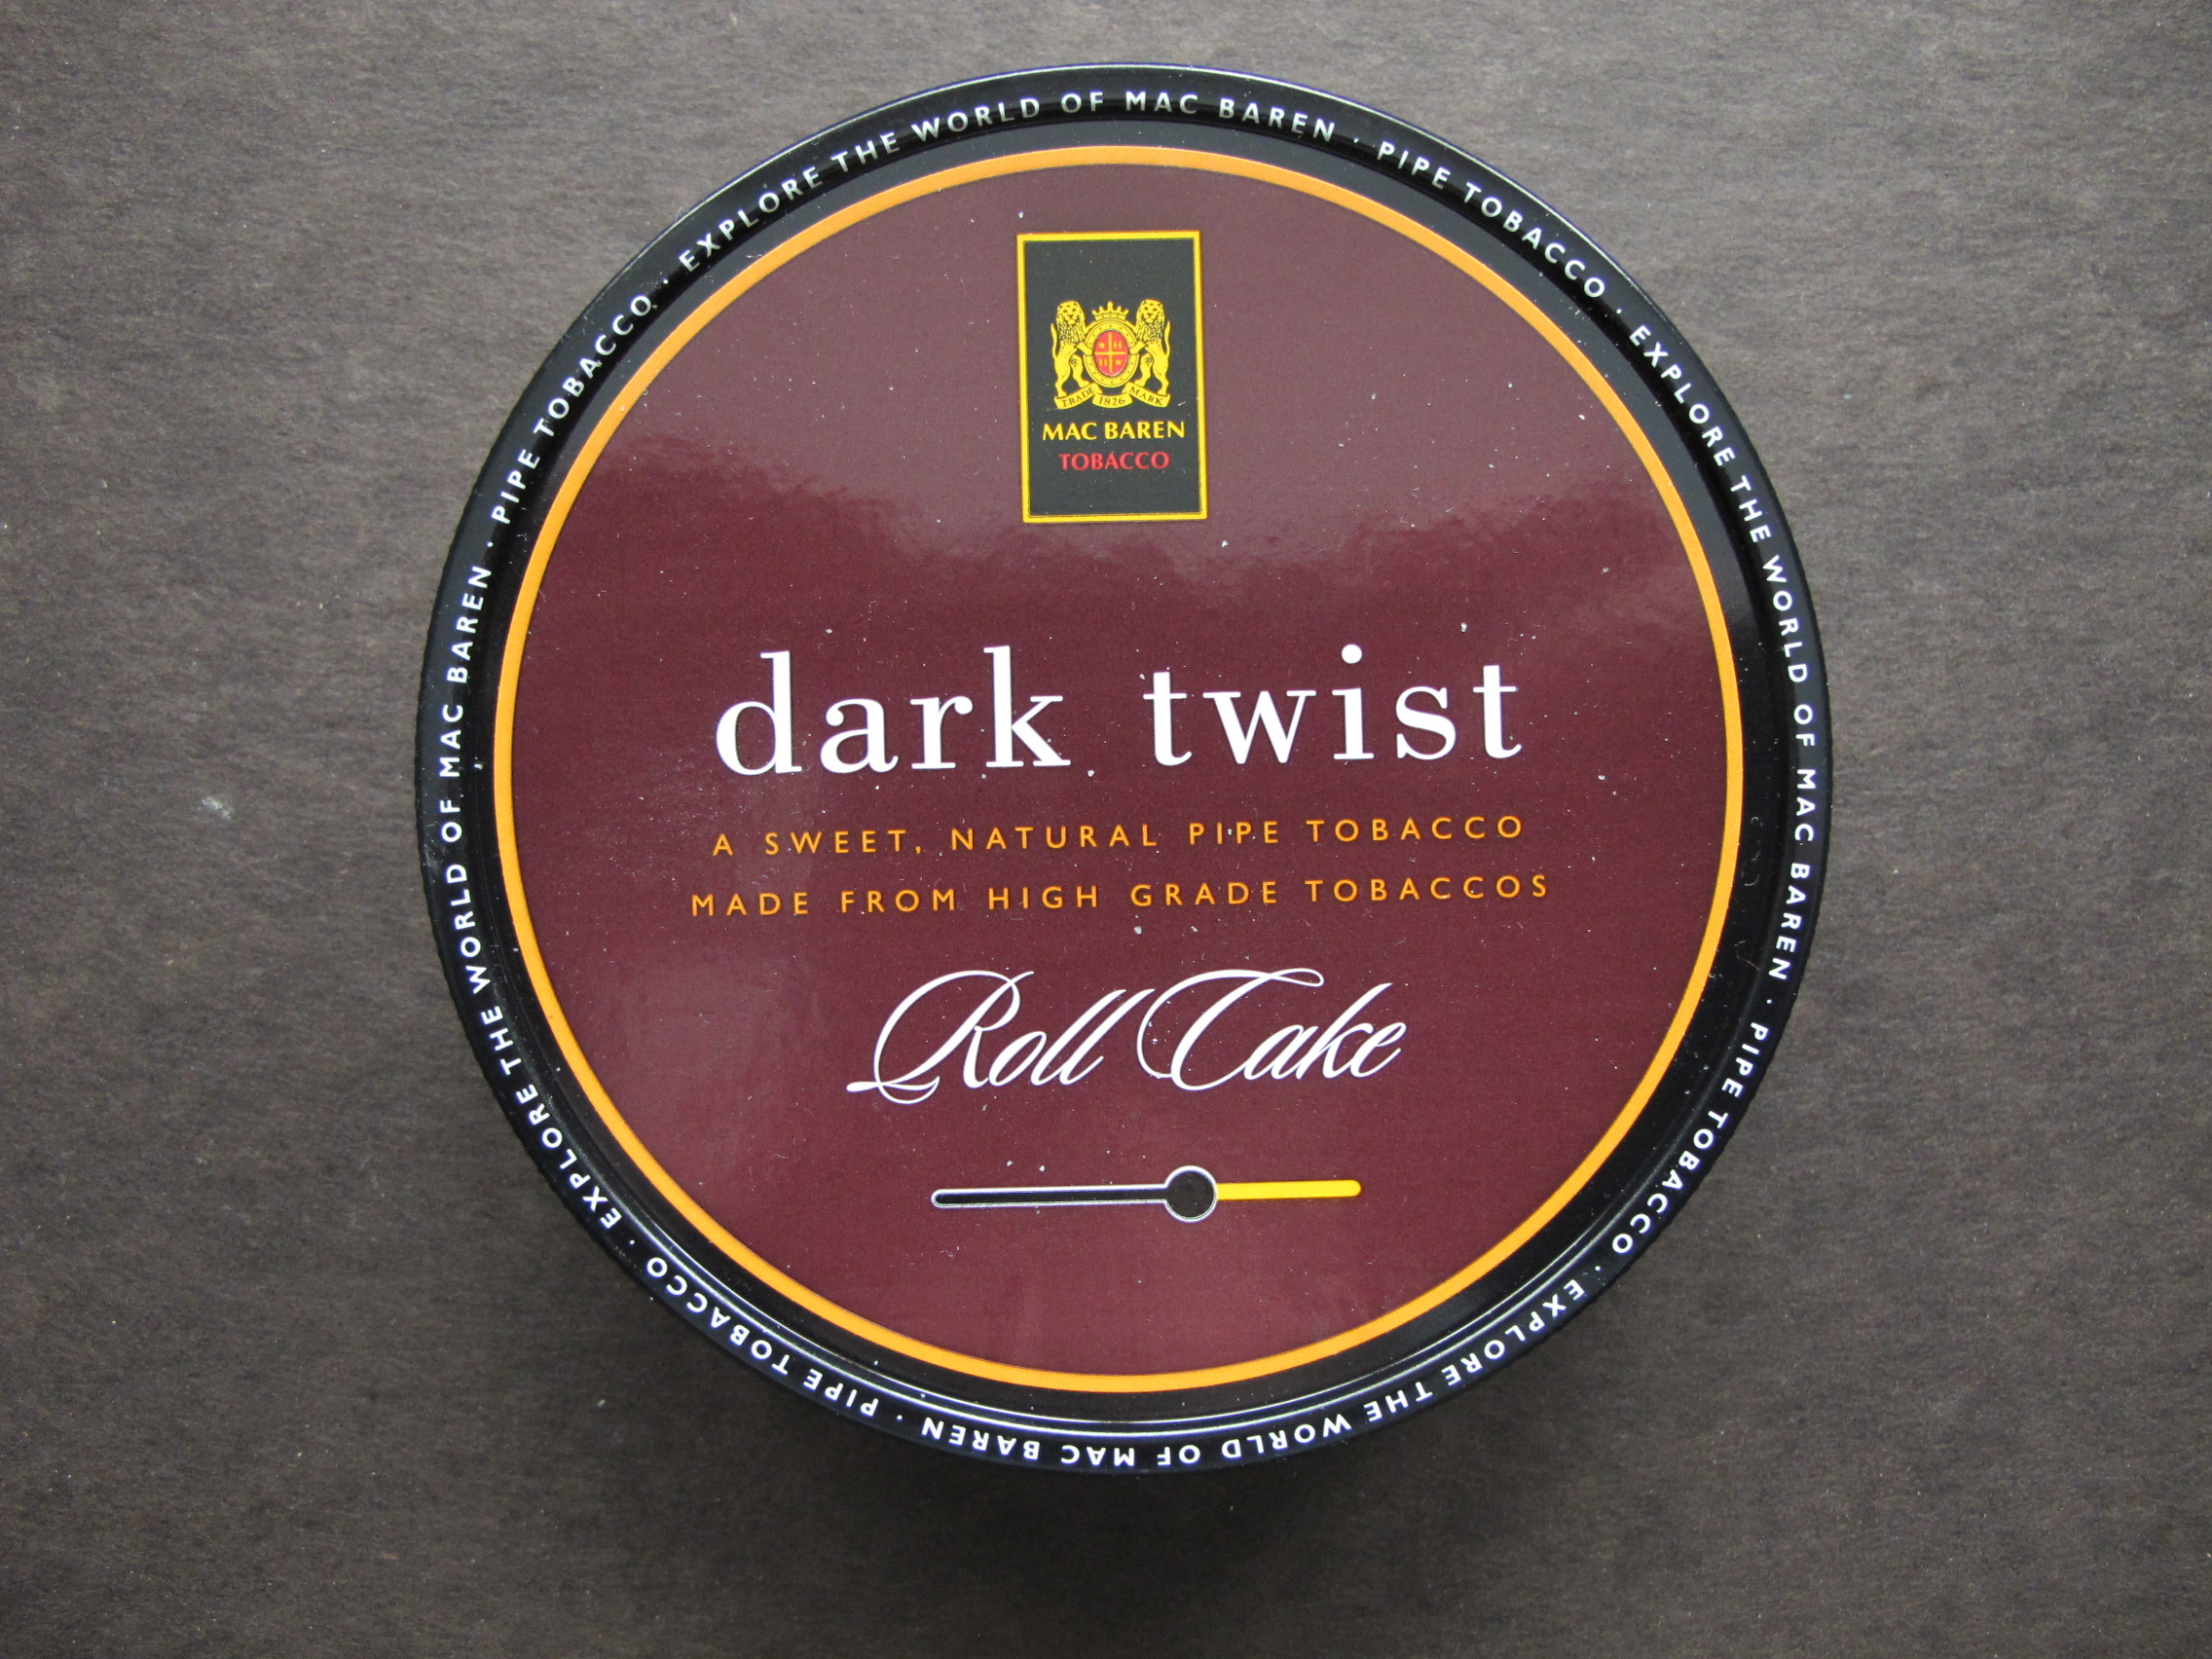 TRADE 1826 MARK
MAC BAREN
TOBACCO
dark twist
A SWEET, NATURAL PIPE TOBACCO
MADE FROM HIGH GRADE TOBACCOS
Roll Cake
EXPLORE THE WORLD OF MAC BAREN · PIPE TOBACCO · EXPLORE THE WORLD OF MAC BAREN · PIPE TOBACCO · EXPLORE THE WORLD OF MAC BAREN · PIPE TOBACCO · EXPLORE THE WORLD OF MAC BAREN · PIPE TOBACCO ·